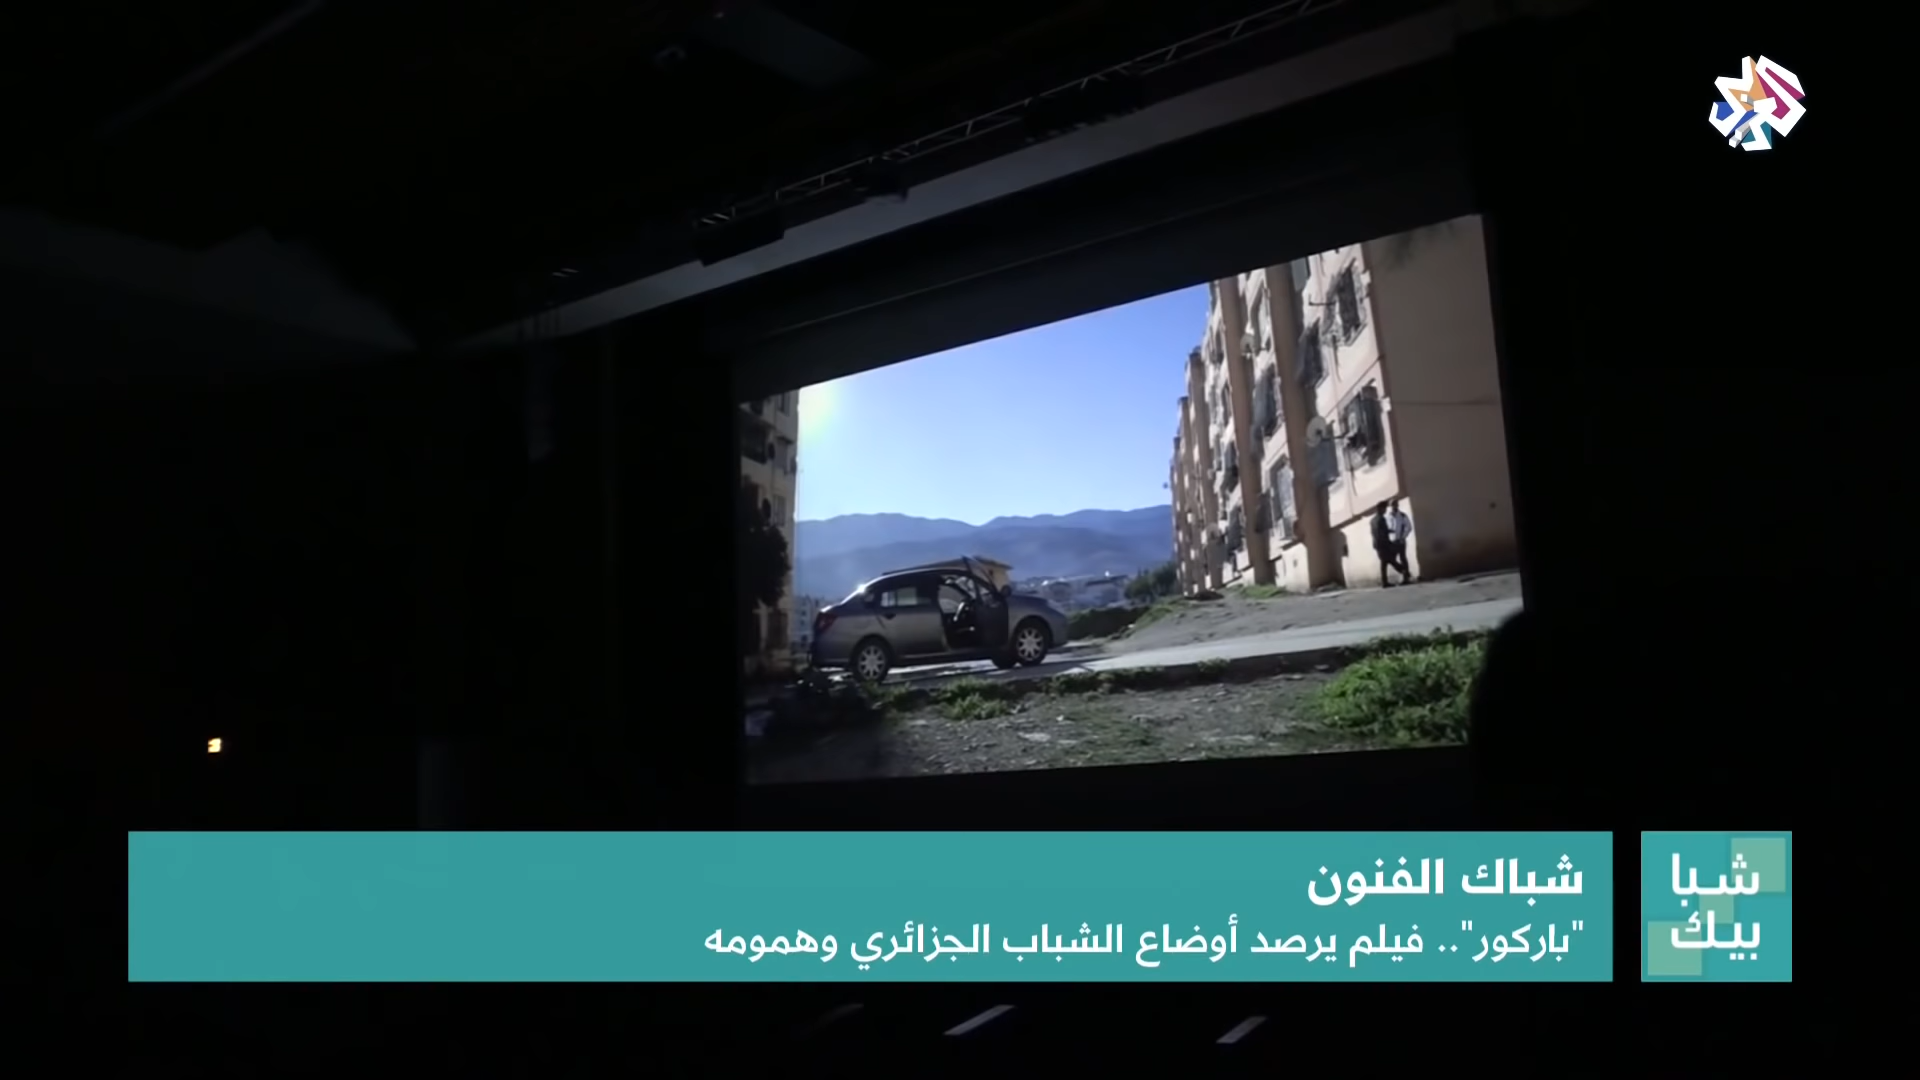 شباك الفنون
"باركور".. فيلم يرصد أوضاع الشباب الجزائري وهمومه
شبا
بيك